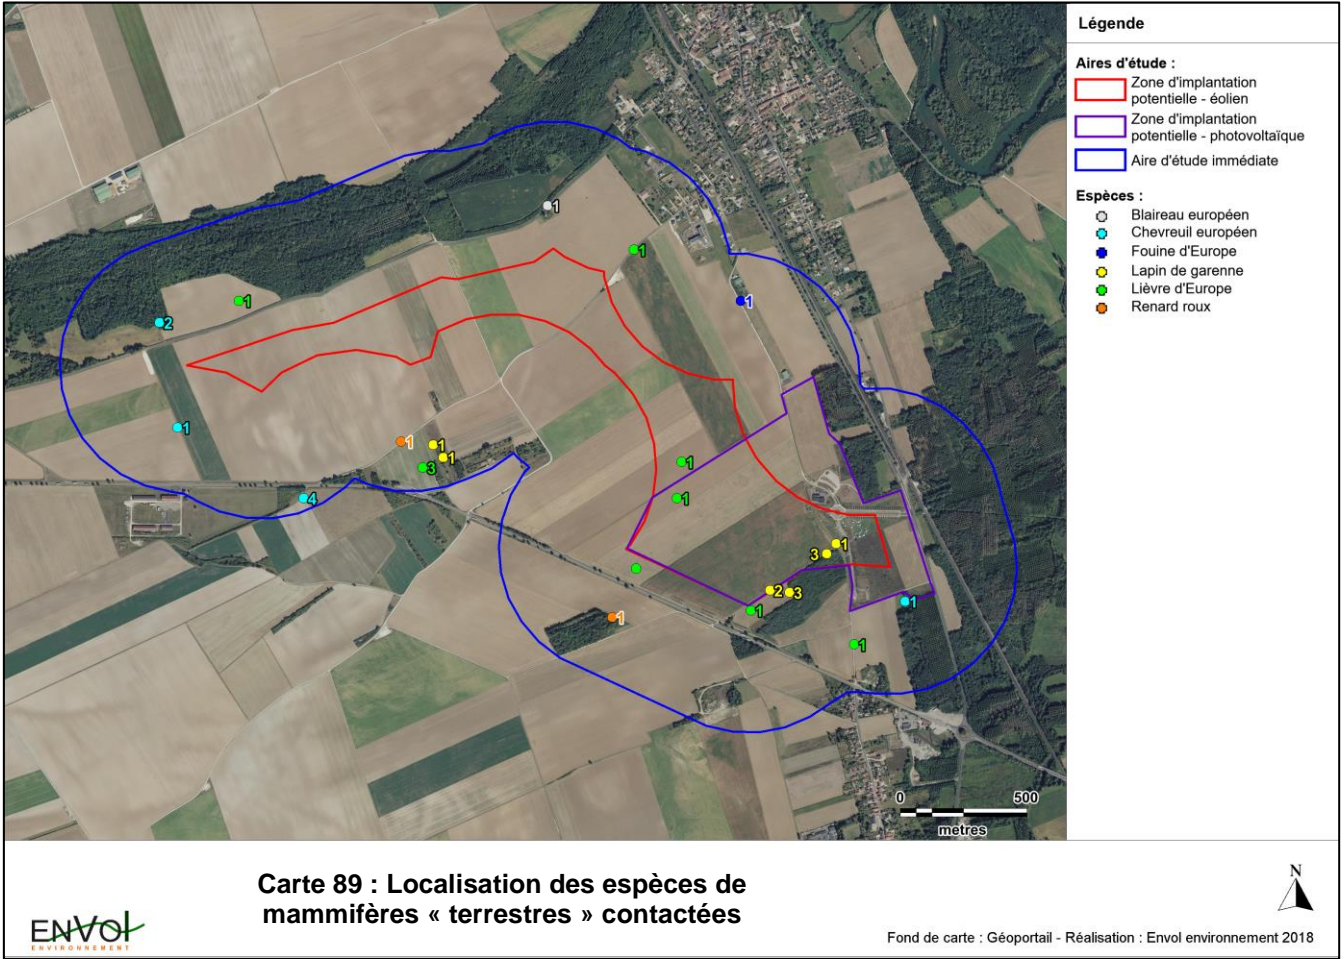 Légende
Aires d'étude :
Zone d'implantation
potentielle - éolien
Zone d'implantation
potentielle - photovoltaïque
Aire d'étude immédiate
Espèces :
Blaireau européen
Chevreuil européen
Fouine d'Europe
Lapin de garenne
Lièvre d'Europe
Renard roux
1
1
1
2
1
1
1
1
1
3
4
1
1
1
3
2
3
1
1
1
1
0 500
metres
Carte 89 : Localisation des espèces de
mammifères « terrestres » contactées
N
ENVOl
ENVIRONNEMENT
Fond de carte : Géoportail - Réalisation : Envol environnement 2018